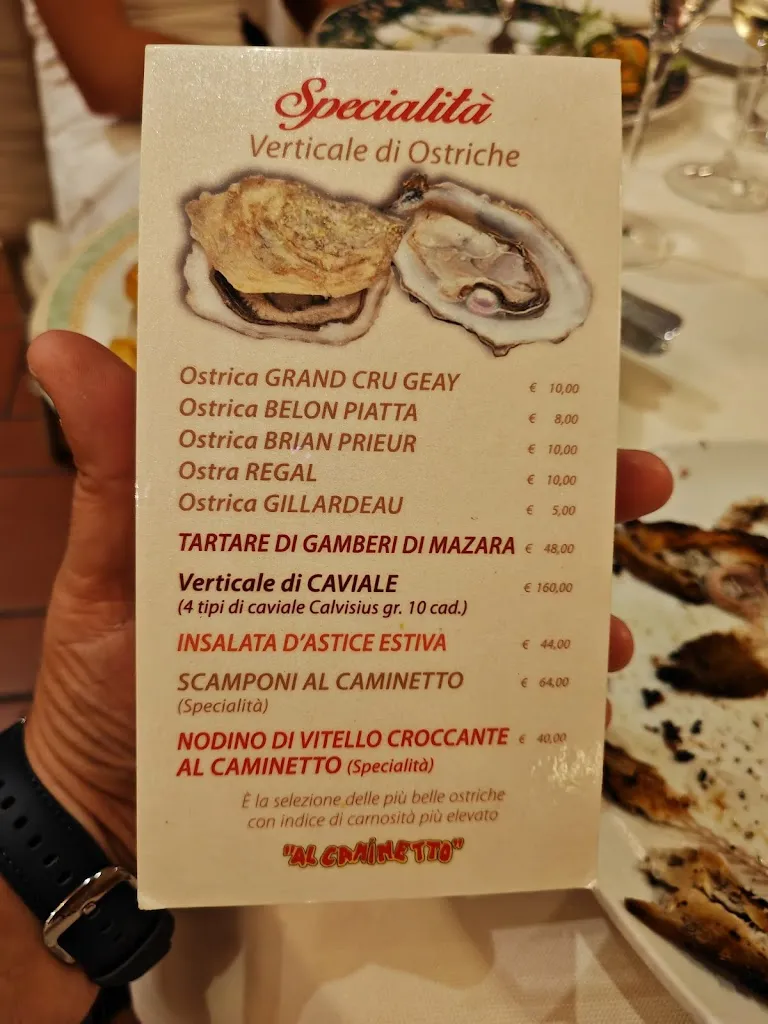 Specialità
Verticale di Ostriche
Ostrica GRAND CRU GEAY € 10,00
Ostrica BELON PIATTA € 8,00
Ostrica BRIAN PRIEUR € 10,00
Ostra REGAL € 10,00
Ostrica GILLARDEAU € 5,00
TARTARE DI GAMBERI DI MAZARA € 48,00
Verticale di CAVIALE € 160,00
(4 tipi di caviale Calvisius gr. 10 cad.)
INSALATA D'ASTICE ESTIVA € 44,00
SCAMPONI AL CAMINETTO € 64,00
(Specialità)
NODINO DI VITELLO CROCCANTE € 40,00
AL CAMINETTO (Specialità)
È la selezione delle più belle ostriche
con indice di carnosità più elevato
"AL CAMINETTO"